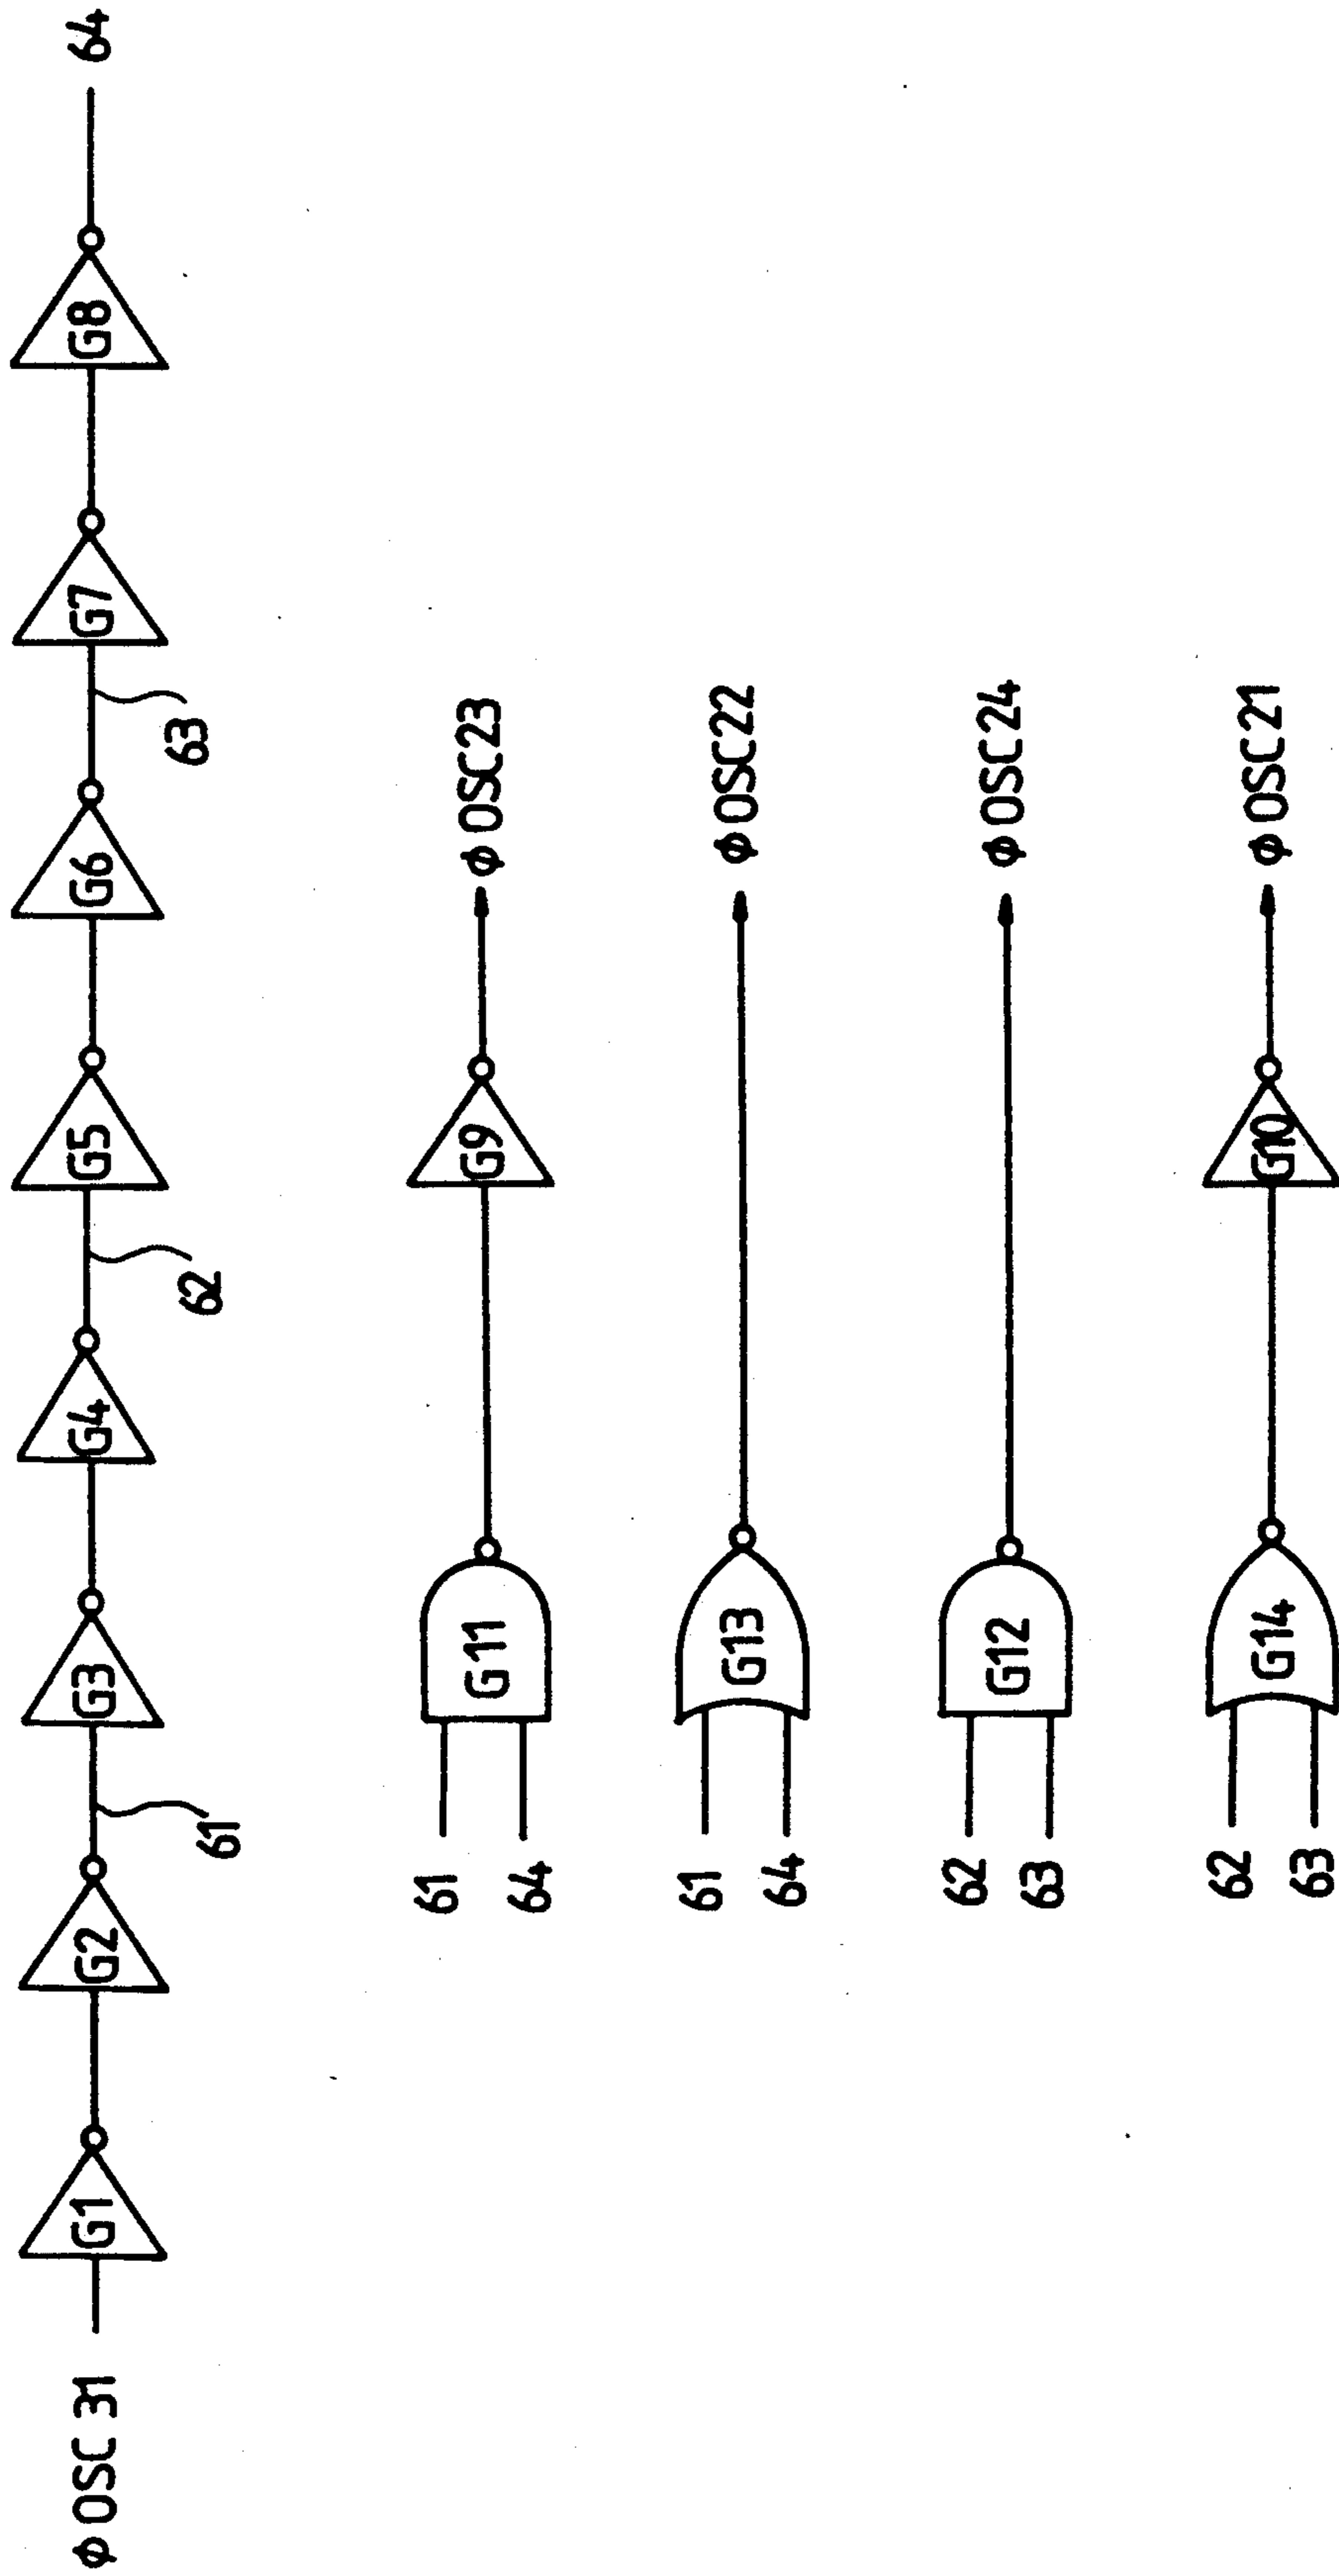 φOSC 31 G1 G2 G3 G4 G5 G6 G7 G8 64
61 62 63
61 G11 G9 φOSC23
64
61 G13 φOSC22
64
62 G12 φOSC24
63
62 G14 G10 φOSC21
63